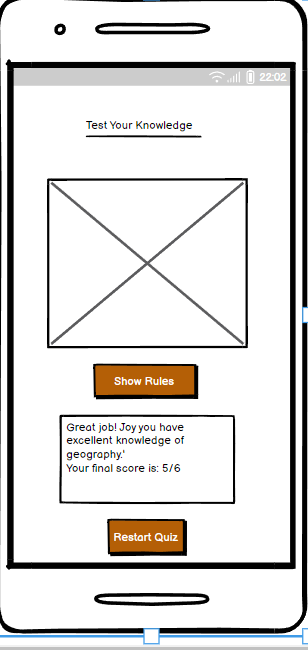 22:02
Test Your Knowledge
Show Rules
Great job! Joy you have
excellent knowledge of
geography.'
Your final score is: 5/6
Restart Quiz